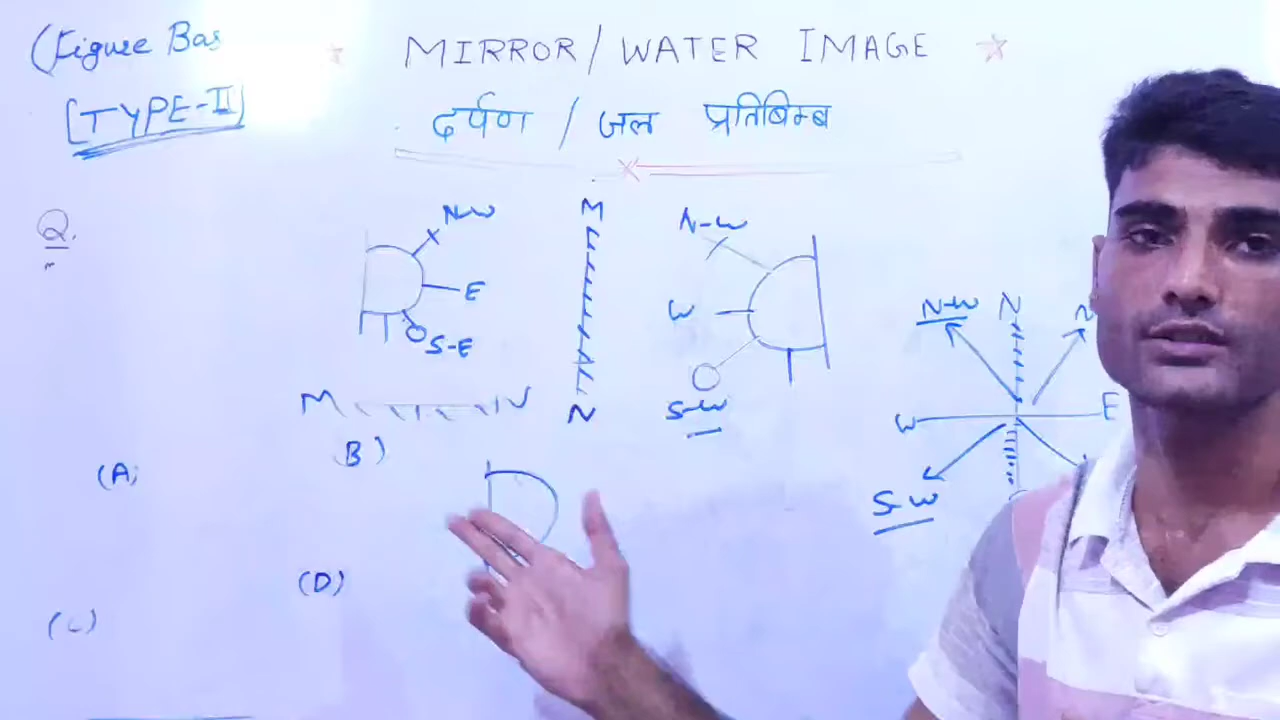 (Figure Bas
MIRROR/WATER IMAGE
[TYPE-II]
दर्पण / जल प्रतिबिम्ब
Q.
N-W
E
S-E
M
N
N-W
W
S-W
M N
N-W
N
W
E
S-W
(A)
B)
(C)
(D)